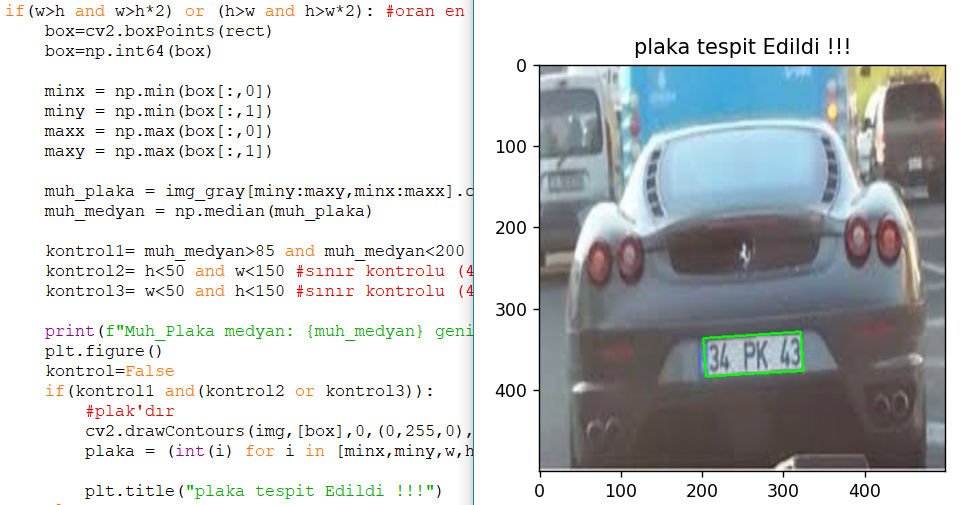 if(w>h and w>h*2) or (h>w and h>w*2): #oran en
box=cv2.boxPoints(rect)
box=np.int64(box)
minx = np.min(box[:,0])
miny = np.min(box[:,1])
maxx = np.max(box[:,0])
maxy = np.max(box[:,1])
muh_plaka = img_gray[miny:maxy,minx:maxx].c
muh_medyan = np.median(muh_plaka)
kontrol1= muh_medyan>85 and muh_medyan<200
kontrol2= h<50 and w<150 #sınır kontrolu (4
kontrol3= w<50 and h<150 #sınır kontrolu (4
print(f"Muh_Plaka medyan: {muh_medyan} geni
plt.figure()
kontrol=False
if(kontrol1 and(kontrol2 or kontrol3)):
#plak'dır
cv2.drawContours(img,[box],0,(0,255,0),
plaka = (int(i) for i in [minx,miny,w,h
plt.title("plaka tespit Edildi !!!")
plaka tespit Edildi !!!
0
100
200
300
400
34 PK 43
0 100 200 300 400